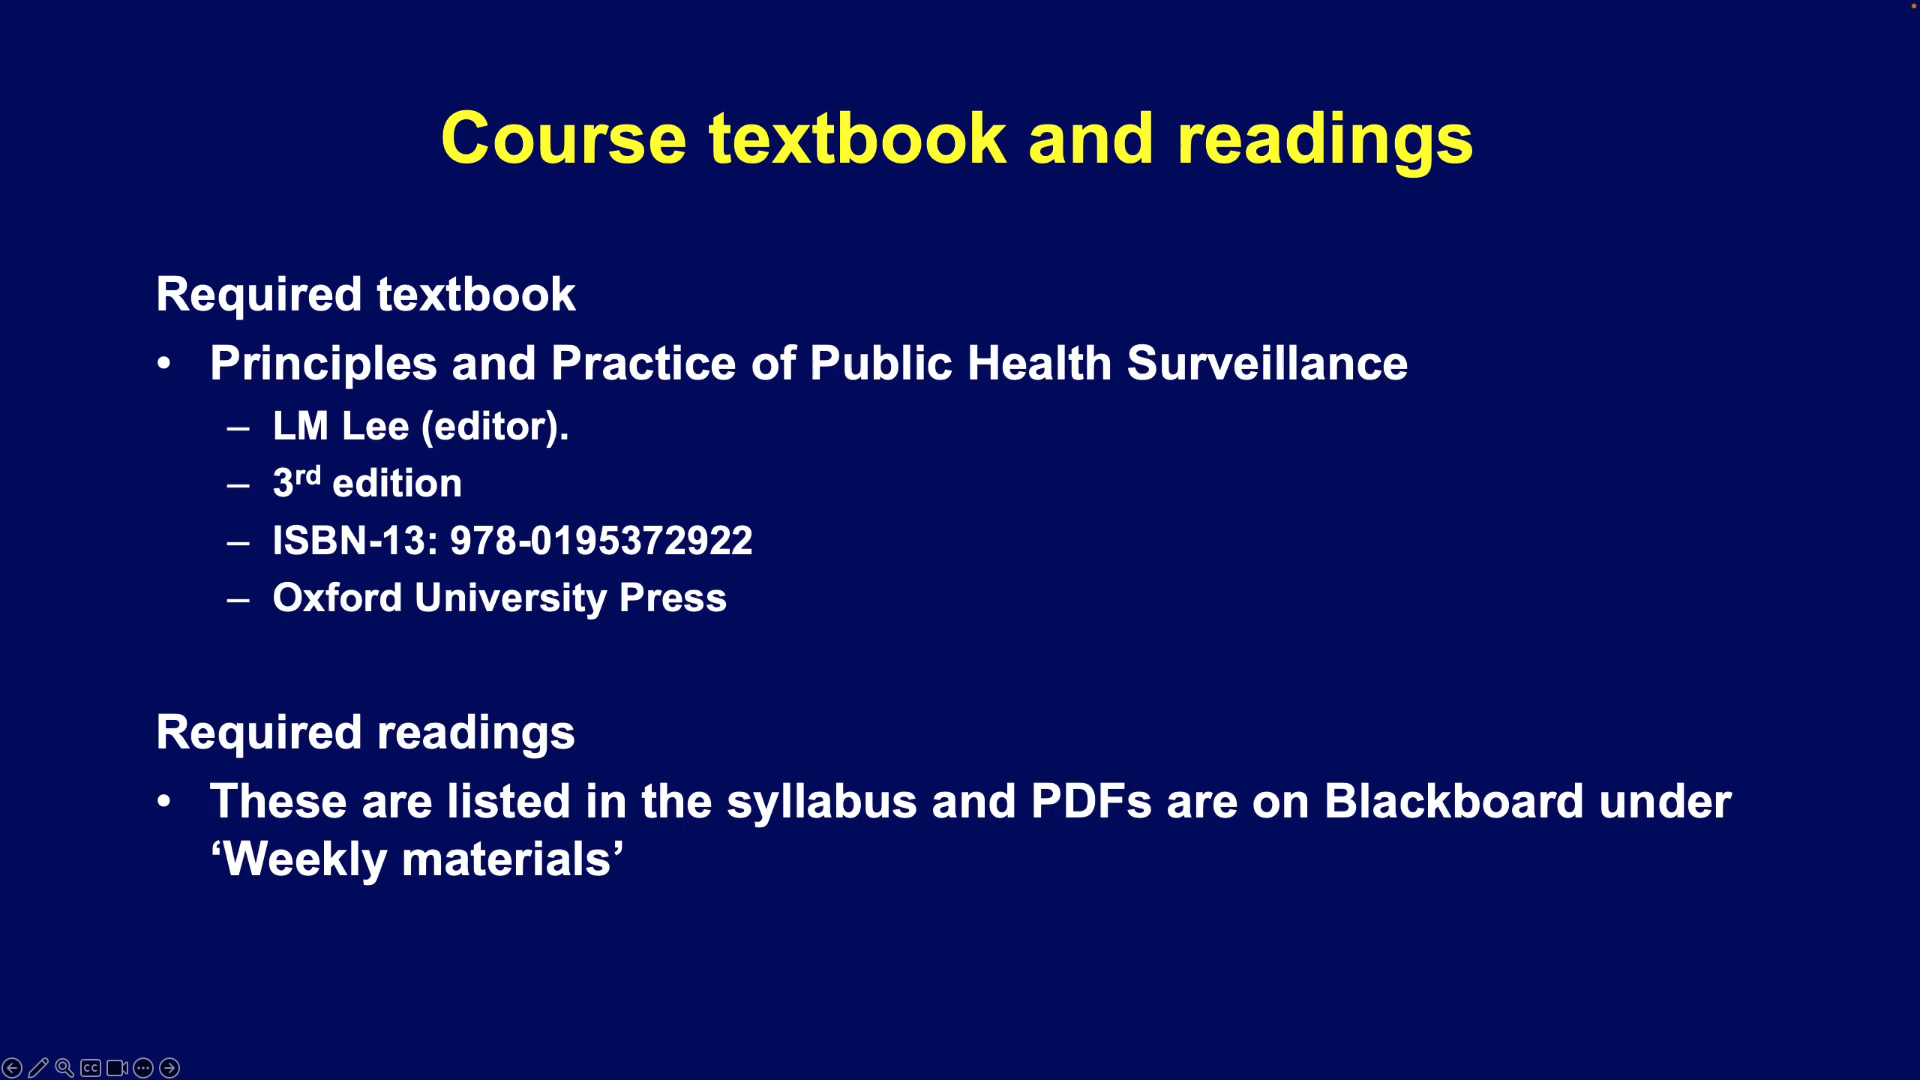 Course textbook and readings
Required textbook
• Principles and Practice of Public Health Surveillance
– LM Lee (editor).
– 3rd edition
– ISBN-13: 978-0195372922
– Oxford University Press
Required readings
• These are listed in the syllabus and PDFs are on Blackboard under
‘Weekly materials’
CC